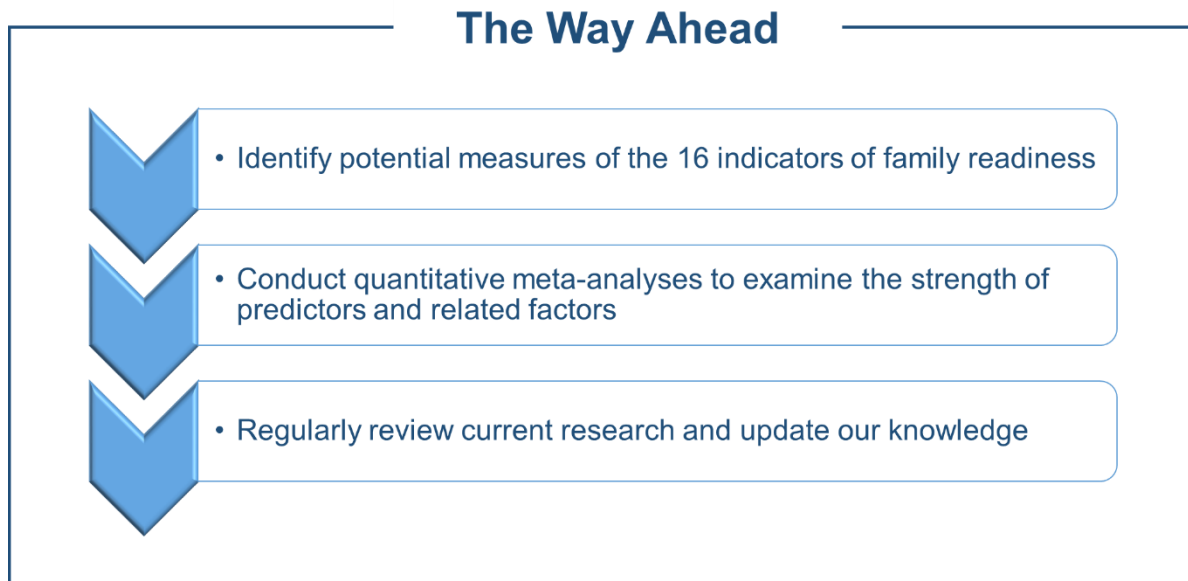 The Way Ahead
• Identify potential measures of the 16 indicators of family readiness
• Conduct quantitative meta-analyses to examine the strength of
predictors and related factors
• Regularly review current research and update our knowledge